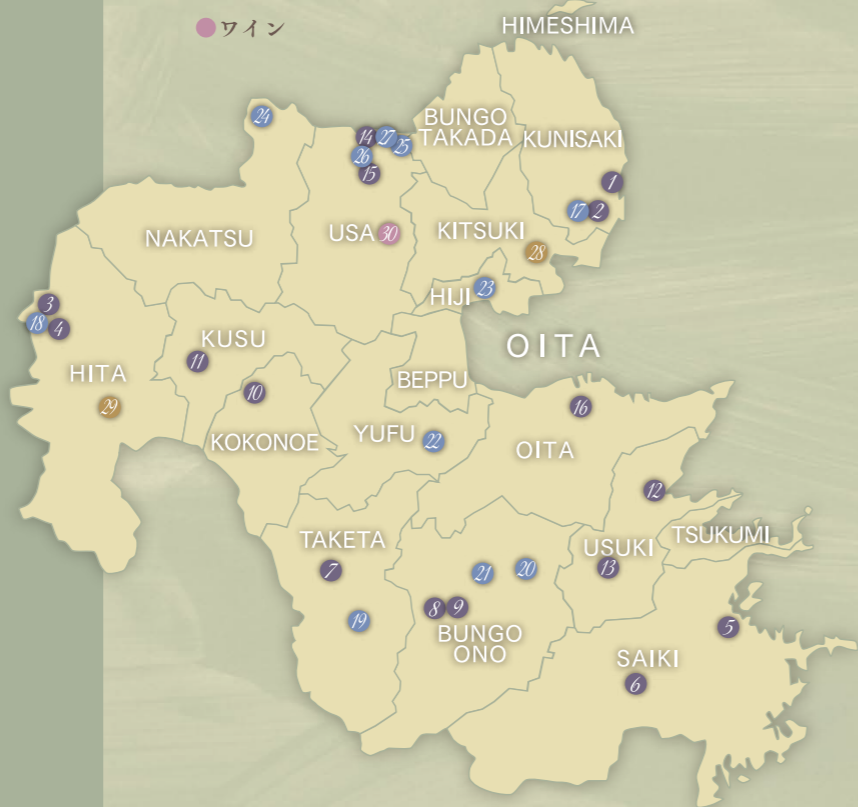 ワイン
HIMESHIMA
24
14
27
25
26
15
BUNGO
TAKADA
KUNISAKI
1
17
2
NAKATSU
USA 30
KITSUKI
28
HIJI
23
3
18
4
KUSU
11
OITA
HITA
29
10
BEPPU
16
KOKONOE
YUFU
22
OITA
12
TAKETA
7
USUKI
13
TSUKUMI
21
20
19
8
9
BUNGO
ONO
5
SAIKI
6